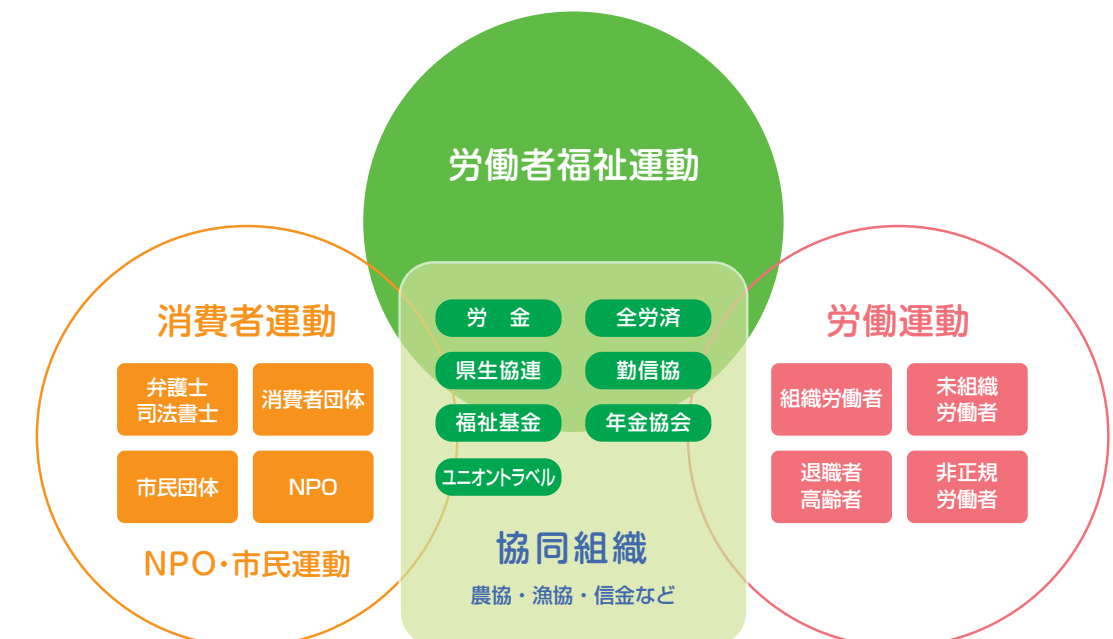 労働者福祉運動
消費者運動
弁護士
司法書士
消費者団体
市民団体
NPO
NPO・市民運動
労　金
全労済
県生協連
勤信協
福祉基金
年金協会
ユニオントラベル
協同組織
農協・漁協・信金など
労働運動
組織労働者
未組織
労働者
退職者
高齢者
非正規
労働者